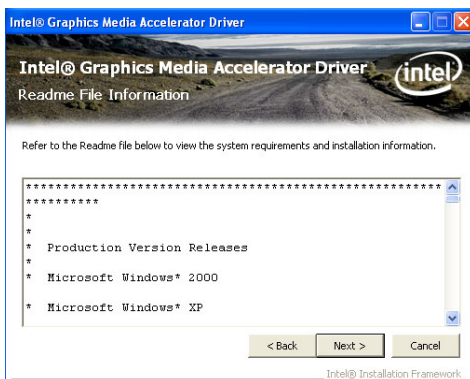 Intel® Graphics Media Accelerator Driver
Intel® Graphics Media Accelerator Driver
Readme File Information
intel
Refer to the Readme file below to view the system requirements and installation information.
********************************************************
**********
*
*
* Production Version Releases
*
* Microsoft Windows* 2000
* Microsoft Windows* XP
< Back Next > Cancel
Intel® Installation Framework